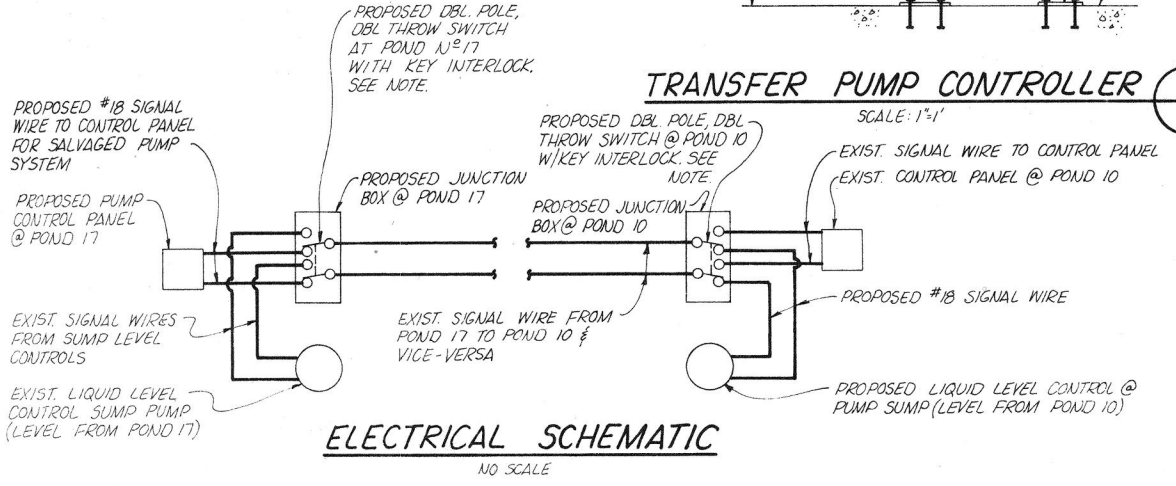 PROPOSED DBL. POLE,
DBL THROW SWITCH
AT POND Nº 17
WITH KEY INTERLOCK.
SEE NOTE.
TRANSFER PUMP CONTROLLER
SCALE: 1"=1'
PROPOSED #18 SIGNAL
WIRE TO CONTROL PANEL
FOR SALVAGED PUMP
SYSTEM
PROPOSED DBL. POLE, DBL
THROW SWITCH @ POND 10
W/KEY INTERLOCK. SEE
NOTE.
EXIST. SIGNAL WIRE TO CONTROL PANEL
EXIST. CONTROL PANEL @ POND 10
PROPOSED JUNCTION
BOX @ POND 17
PROPOSED PUMP
CONTROL PANEL
@ POND 17
PROPOSED JUNCTION
BOX @ POND 10
EXIST. SIGNAL WIRES
FROM SUMP LEVEL
CONTROLS
EXIST. SIGNAL WIRE FROM
POND 17 TO POND 10 &
VICE-VERSA
PROPOSED #18 SIGNAL WIRE
EXIST. LIQUID LEVEL
CONTROL SUMP PUMP
(LEVEL FROM POND 17)
PROPOSED LIQUID LEVEL CONTROL @
PUMP SUMP (LEVEL FROM POND 10)
ELECTRICAL SCHEMATIC
NO SCALE